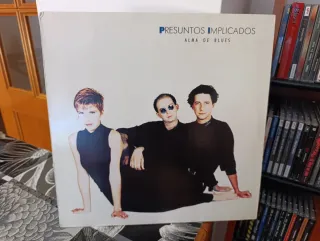 PRESUNTOS IMPLICADOS
ALMA DE BLUES